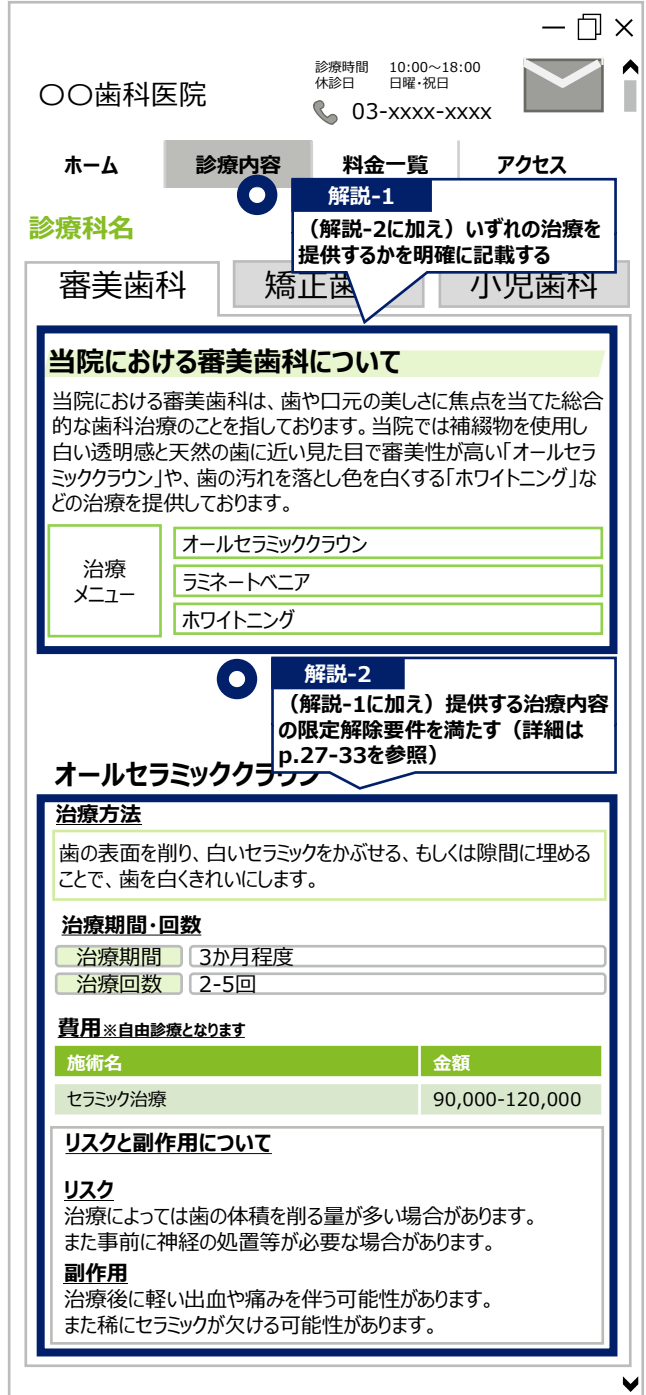 〇〇歯科医院
診療時間 10:00～18:00
休診日 日曜・祝日
03-xxxx-xxxx
ホーム 診療内容 料金一覧 アクセス
解説-1
（解説-2に加え）いずれの治療を
提供するかを明確に記載する
診療科名
審美歯科 矯正歯 小児歯科
当院における審美歯科について
当院における審美歯科は、歯や口元の美しさに焦点を当てた総合
的な歯科治療のことを指しております。当院では補綴物を使用し
白い透明感と天然の歯に近い見た目で審美性が高い「オールセラ
ミッククラウン」や、歯の汚れを落とし色を白くする「ホワイトニング」な
どの治療を提供しております。
治療
メニュー
オールセラミッククラウン
ラミネートベニア
ホワイトニング
解説-2
（解説-1に加え）提供する治療内容
の限定解除要件を満たす（詳細は
p.27-33を参照）
オールセラミッククラウン
治療方法
歯の表面を削り、白いセラミックをかぶせる、もしくは隙間に埋める
ことで、歯を白くきれいにします。
治療期間・回数
治療期間 3か月程度
治療回数 2-5回
費用※自由診療となります
施術名 金額
セラミック治療 90,000-120,000
リスクと副作用について
リスク
治療によっては歯の体積を削る量が多い場合があります。
また事前に神経の処置等が必要な場合があります。
副作用
治療後に軽い出血や痛みを伴う可能性があります。
また稀にセラミックが欠ける可能性があります。